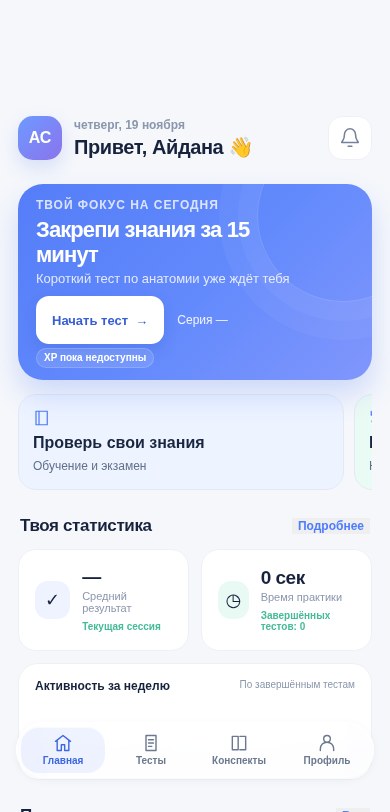 АС
четверг, 19 ноября
Привет, Айдана 👋
ТВОЙ ФОКУС НА СЕГОДНЯ
Закрепи знания за 15
минут
Короткий тест по анатомии уже ждёт тебя
Начать тест →
Серия —
XP пока недоступны
Проверь свои знания
Обучение и экзамен
Твоя статистика
Подробнее
—
Средний
результат
Текущая сессия
0 сек
Время практики
Завершённых
тестов: 0
Активность за неделю
По завершённым тестам
Главная
Тесты
Конспекты
Профиль